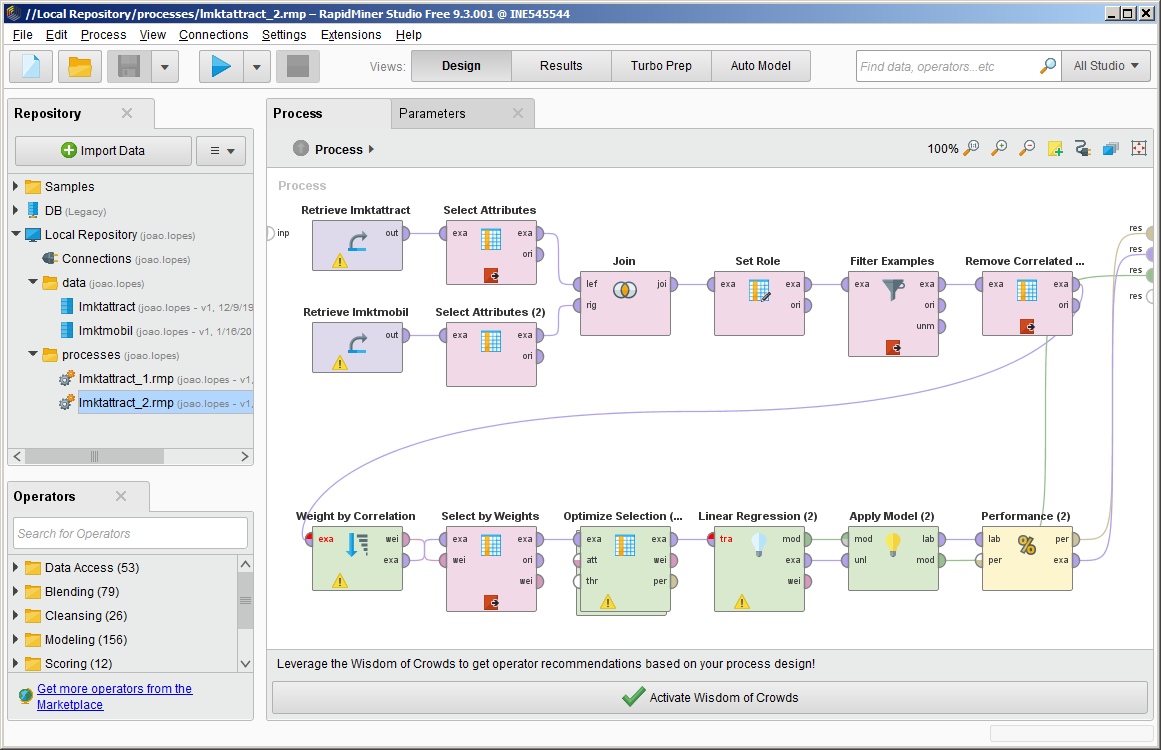 //Local Repository/processes/lmktattract_2.rmp – RapidMiner Studio Free 9.3.001 @ INE545544
File Edit Process View Connections Settings Extensions Help
Views: Design Results Turbo Prep Auto Model Find data, operators...etc All Studio
Repository
Import Data
Samples
DB (Legacy)
Local Repository (joao.lopes)
Connections (joao.lopes)
data (joao.lopes)
lmktattract (joao.lopes - v1, 12/9/19
lmktmobil (joao.lopes - v1, 1/16/20
processes (joao.lopes)
lmktattract_1.rmp (joao.lopes - v1,
lmktattract_2.rmp (joao.lopes - v1,
Operators
Search for Operators
Data Access (53)
Blending (79)
Cleansing (26)
Modeling (156)
Scoring (12)
Get more operators from the
Marketplace
Process Parameters
Process 100%
Process
Retrieve lmktattract Select Attributes
inp out exa exa res
ori res
Join Set Role Filter Examples Remove Correlated ...
res
lef joi exa exa exa exa exa exa
res
rig ori ori ori
unm
Retrieve lmktmobil Select Attributes (2)
out exa exa
ori
Weight by Correlation Select by Weights Optimize Selection (... Linear Regression (2) Apply Model (2) Performance (2)
exa wei exa exa exa exa tra mod mod lab lab per
exa wei ori att wei exa unl mod per exa
wei thr per wei
Leverage the Wisdom of Crowds to get operator recommendations based on your process design!
Activate Wisdom of Crowds